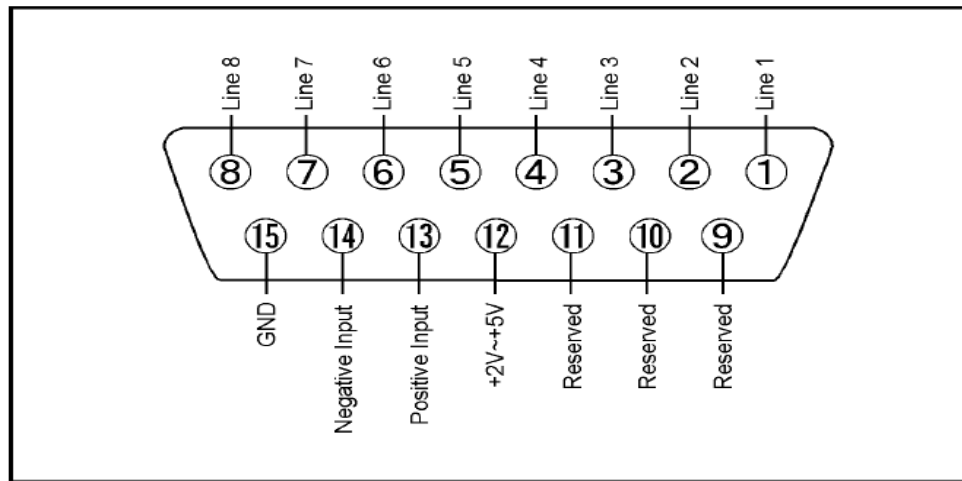 Line 8
Line 7
Line 6
Line 5
Line 4
Line 3
Line 2
Line 1
8
7
6
5
4
3
2
1
15
14
13
12
11
10
9
GND
Negative Input
Positive Input
+2V~+5V
Reserved
Reserved
Reserved